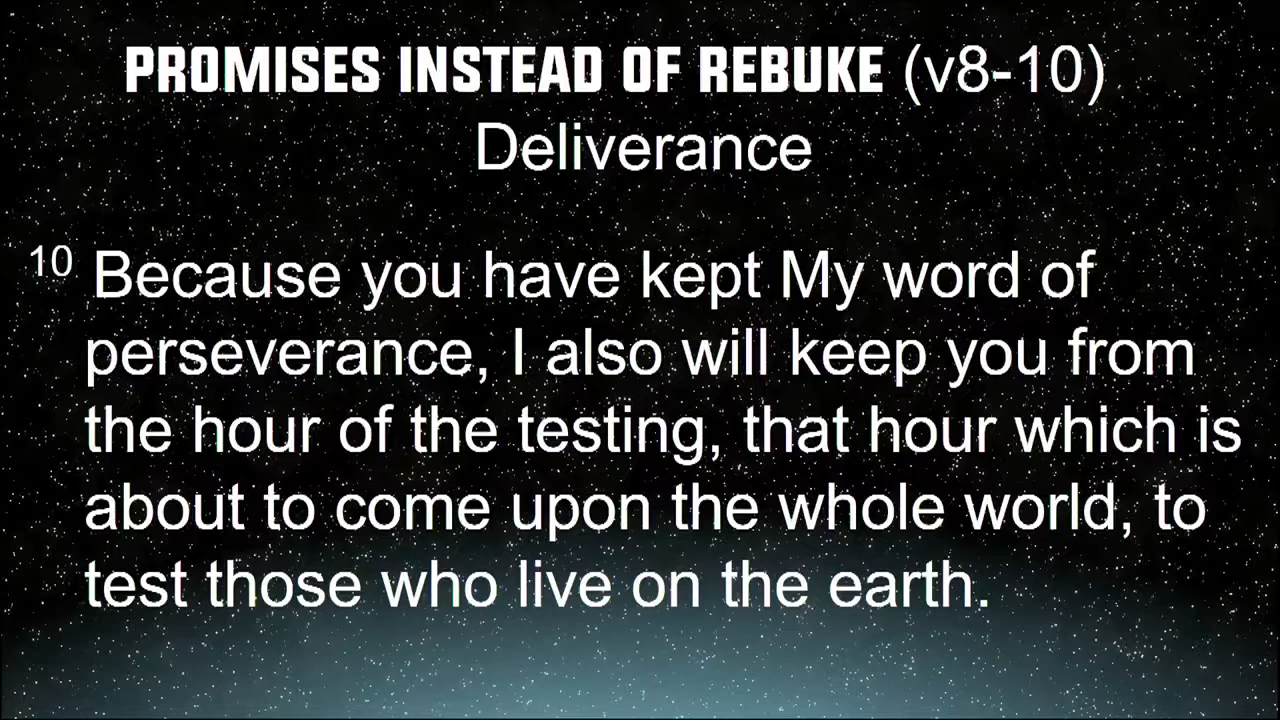 PROMISES INSTEAD OF REBUKE (v8-10)
Deliverance
10 Because you have kept My word of
perseverance, I also will keep you from
the hour of the testing, that hour which is
about to come upon the whole world, to
test those who live on the earth.